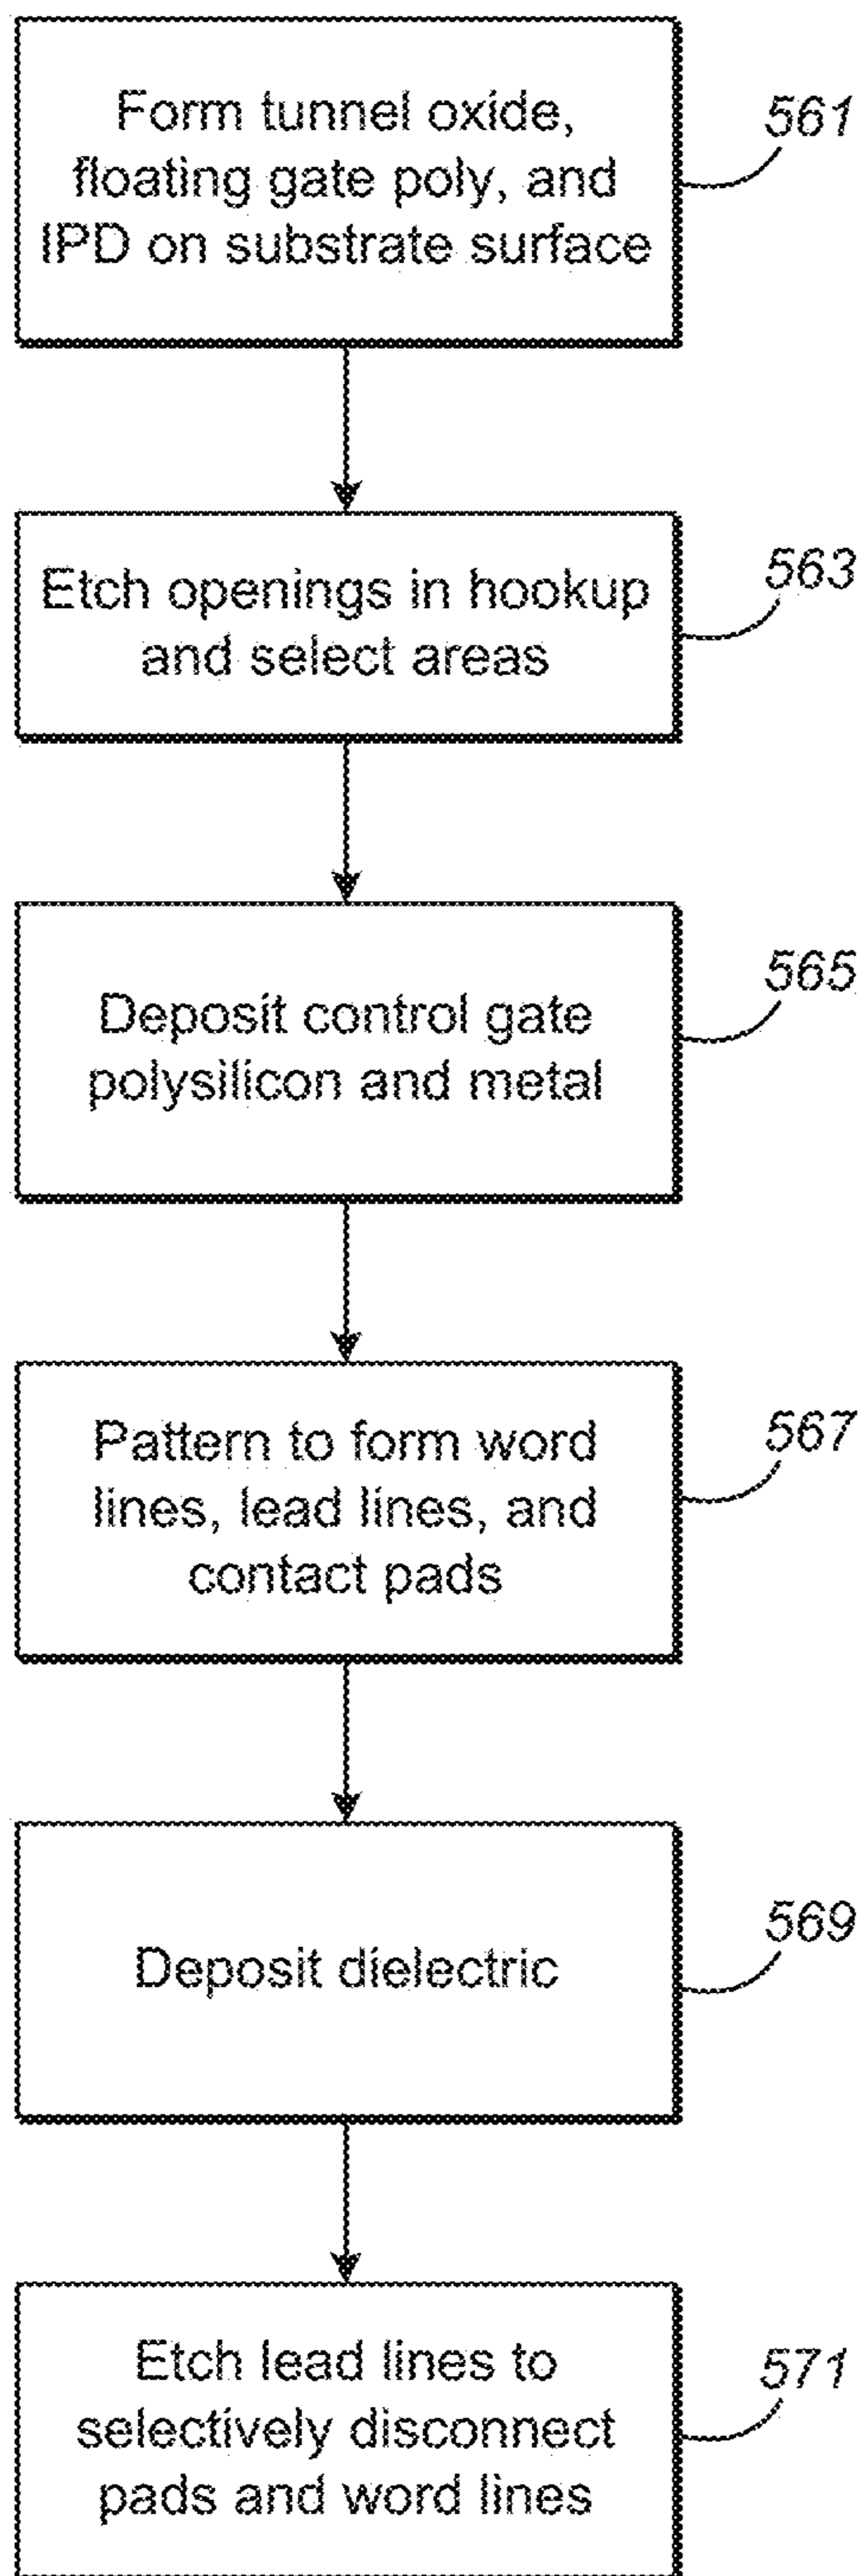 Form tunnel oxide,
floating gate poly, and
IPD on substrate surface
561
Etch openings in hookup
and select areas
563
Deposit control gate
polysilicon and metal
565
Pattern to form word
lines, lead lines, and
contact pads
567
Deposit dielectric
569
Etch lead lines to
selectively disconnect
pads and word lines
571